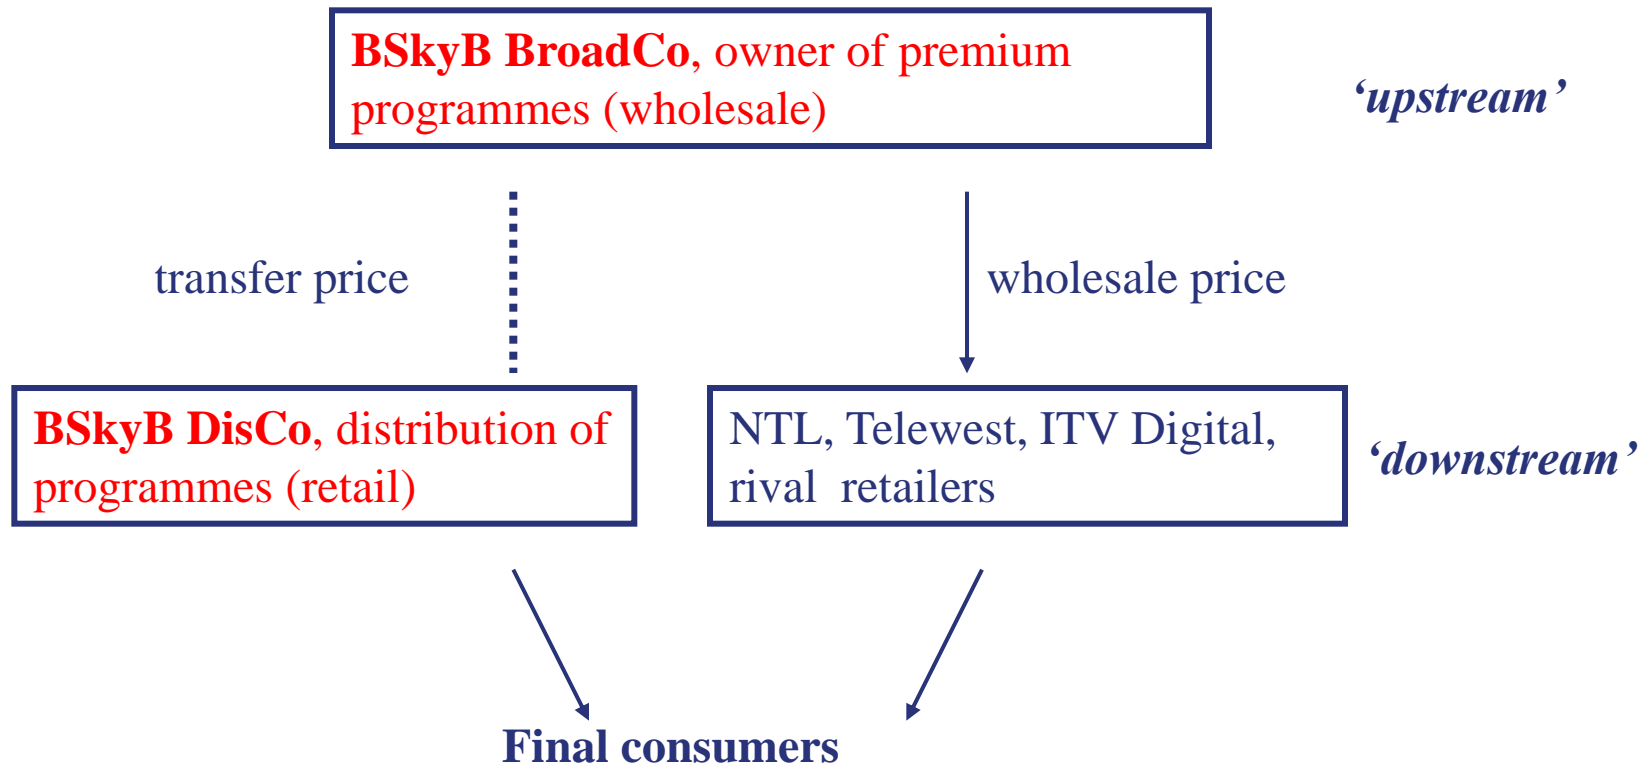 BSkyB BroadCo, owner of premium
programmes (wholesale)
‘upstream’
transfer price
wholesale price
BSkyB DisCo, distribution of
programmes (retail)
NTL, Telewest, ITV Digital,
rival retailers
‘downstream’
Final consumers